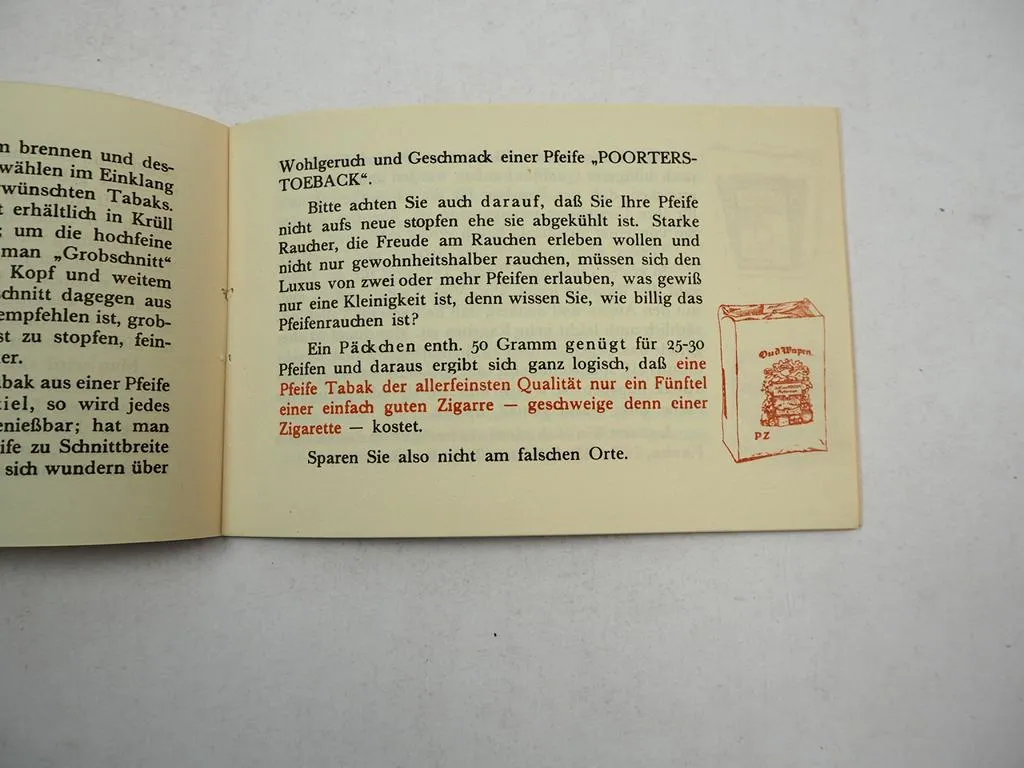 m brennen und des-
wählen im Einklang
wünschten Tabaks.
t erhältlich in Krüll
; um die hochfeine
man „Grobschnitt“
Kopf und weitem
chnitt dagegen aus
empfehlen ist, grob-
st zu stopfen, fein-
er.
bak aus einer Pfeife
iel, so wird jedes
enießbar; hat man
ife zu Schnittbreite
sich wundern über
Wohlgeruch und Geschmack einer Pfeife „POORTERS-
TOEBACK“.
Bitte achten Sie auch darauf, daß Sie Ihre Pfeife
nicht aufs neue stopfen ehe sie abgekühlt ist. Starke
Raucher, die Freude am Rauchen erleben wollen und
nicht nur gewohnheitshalber rauchen, müssen sich den
Luxus von zwei oder mehr Pfeifen erlauben, was gewiß
nur eine Kleinigkeit ist, denn wissen Sie, wie billig das
Pfeifenrauchen ist?
Ein Päckchen enth. 50 Gramm genügt für 25-30
Pfeifen und daraus ergibt sich ganz logisch, daß eine
Pfeife Tabak der allerfeinsten Qualität nur ein Fünftel
einer einfach guten Zigarre — geschweige denn einer
Zigarette — kostet.
Sparen Sie also nicht am falschen Orte.
Oud Wapen
PZ